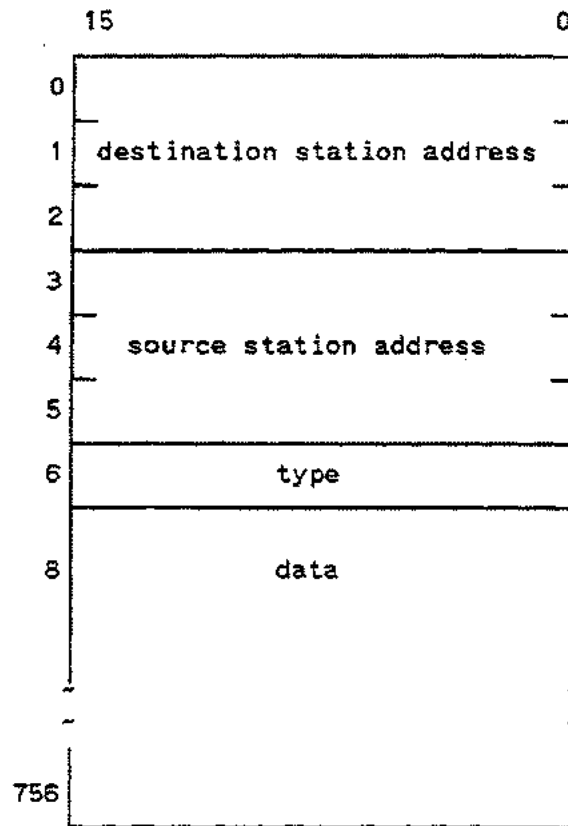 15 0
0
1 destination station address
2
3
4 source station address
5
6 type
8 data
~
~
756